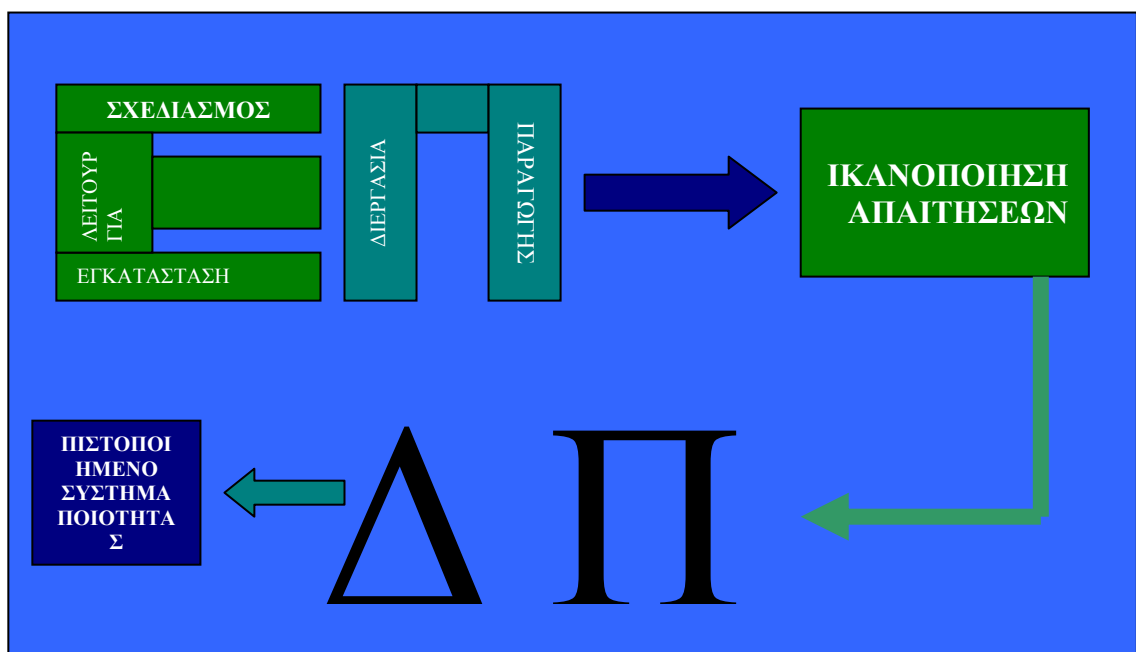 ΣΧΕΔΙΑΣΜΟΣ
ΛΕΙΤΟΥΡ
ΓΙΑ
ΕΓΚΑΤΑΣΤΑΣΗ
ΔΙΕΡΓΑΣΙΑ
ΠΑΡΑΓΩΓΗΣ
ΙΚΑΝΟΠΟΙΗΣΗ
ΑΠΑΙΤΗΣΕΩΝ
ΠΙΣΤΟΠΟΙ
ΗΜΕΝΟ
ΣΥΣΤΗΜΑ
ΠΟΙΟΤΗΤΑ
Σ
Δ Π